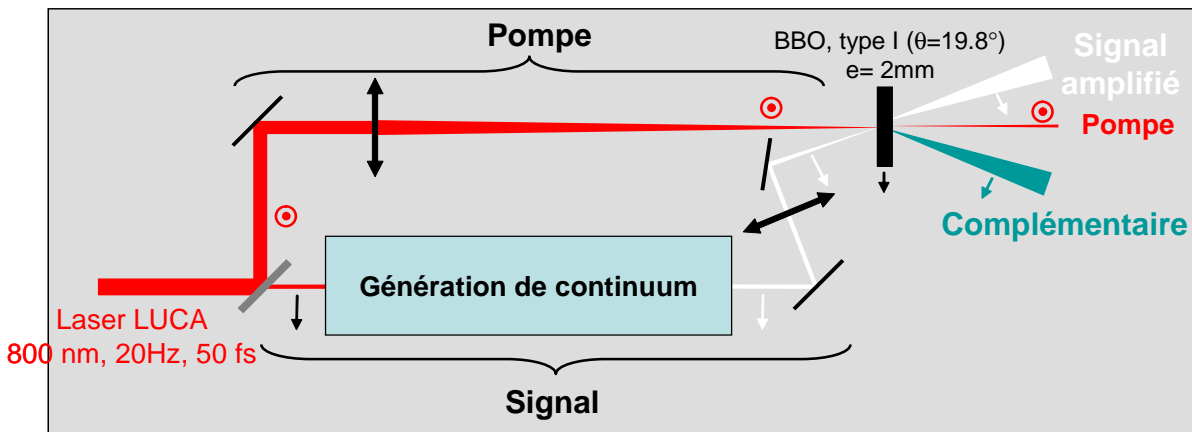 Pompe
BBO, type I (θ=19.8°)
e= 2mm
Signal
amplifié
Pompe
Complémentaire
Génération de continuum
Laser LUCA
800 nm, 20Hz, 50 fs
Signal